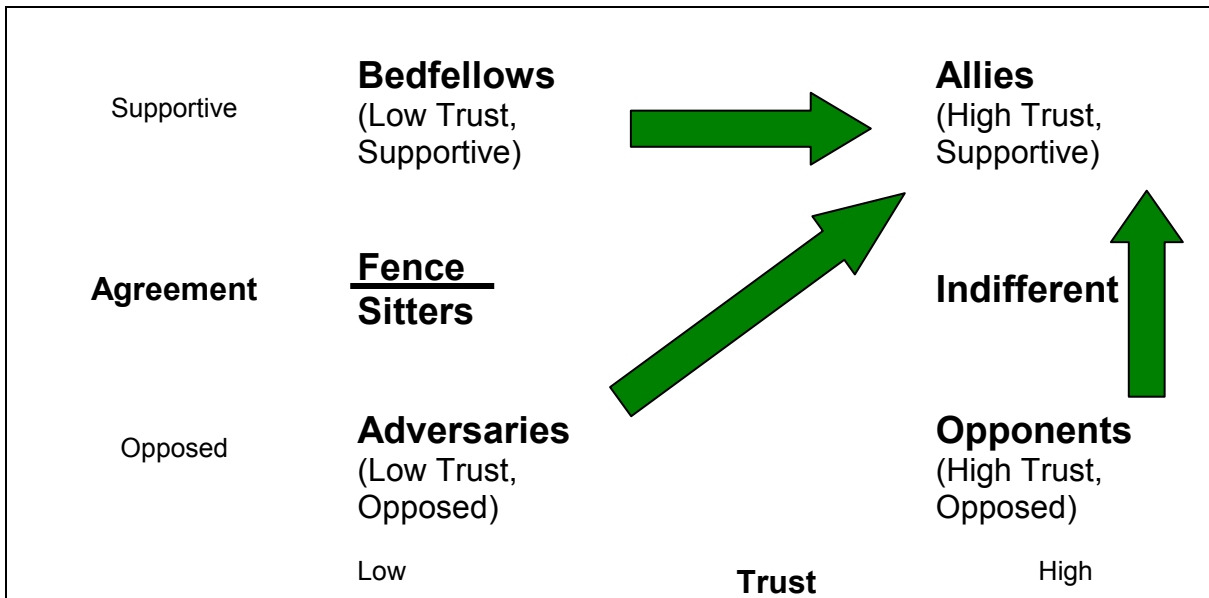 Supportive
Bedfellows
(Low Trust,
Supportive)
Allies
(High Trust,
Supportive)
Agreement
Fence
Sitters
Indifferent
Opposed
Adversaries
(Low Trust,
Opposed)
Opponents
(High Trust,
Opposed)
Low
Trust
High